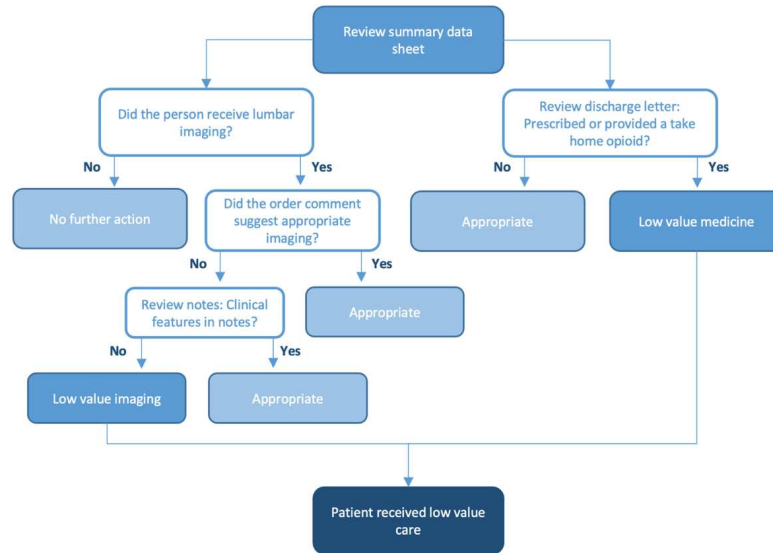 Review summary data
sheet
Did the person receive lumbar
imaging?
Review discharge letter:
Prescribed or provided a take
home opioid?
No
Yes
No
Yes
No further action
Did the order comment
suggest appropriate
imaging?
Appropriate
Low value medicine
No
Yes
Review notes: Clinical
features in notes?
Appropriate
No
Yes
Low value imaging
Appropriate
Patient received low value
care